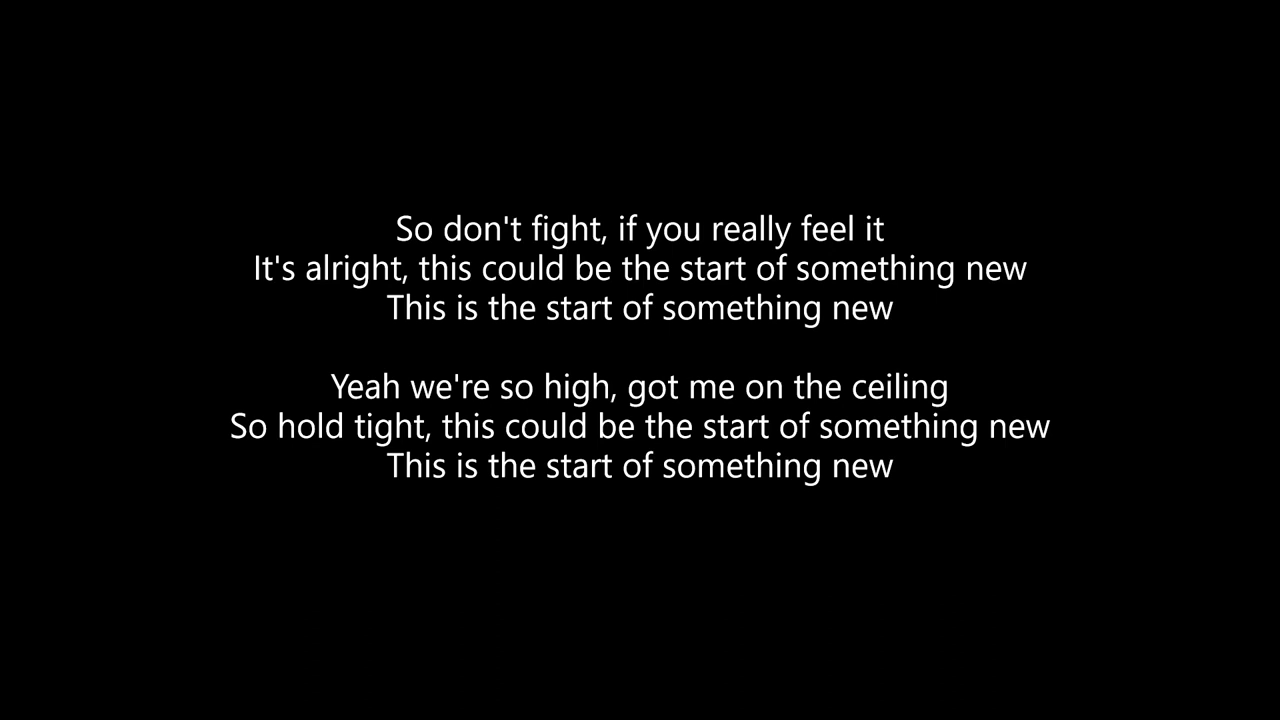 So don't fight, if you really feel it
It's alright, this could be the start of something new
This is the start of something new
Yeah we're so high, got me on the ceiling
So hold tight, this could be the start of something new
This is the start of something new